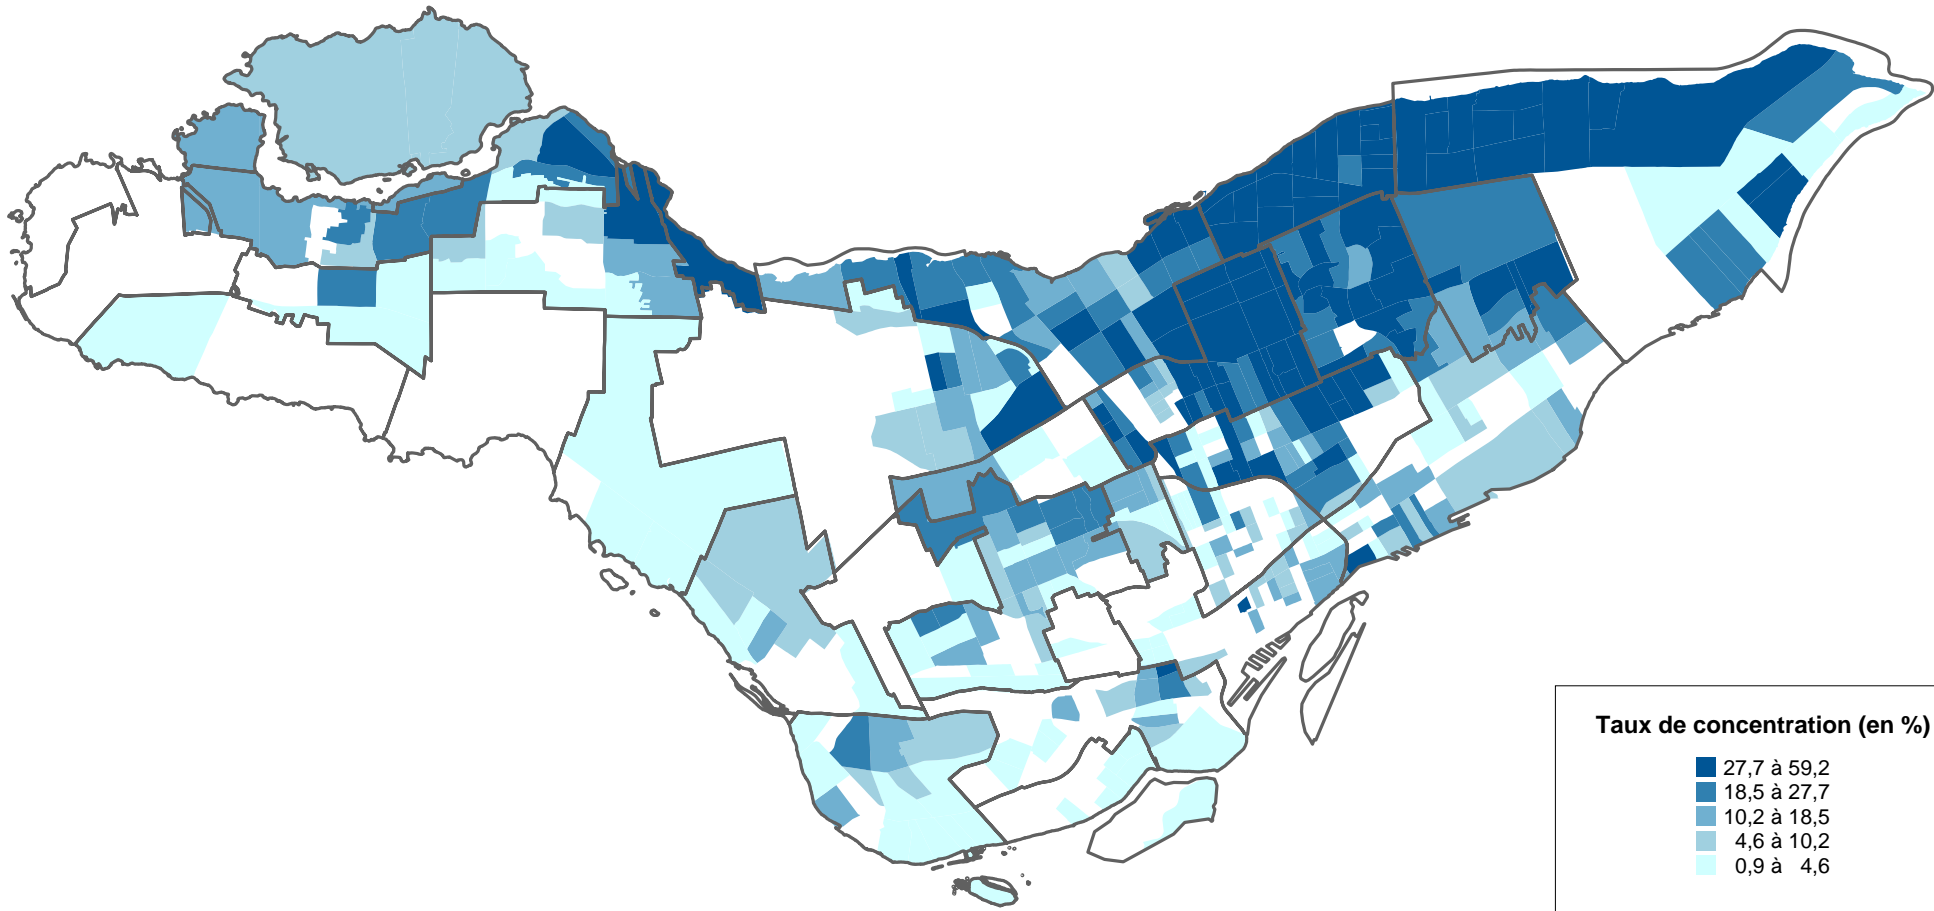 Taux de concentration (en %)
27,7 à 59,2
18,5 à 27,7
10,2 à 18,5
4,6 à 10,2
0,9 à 4,6